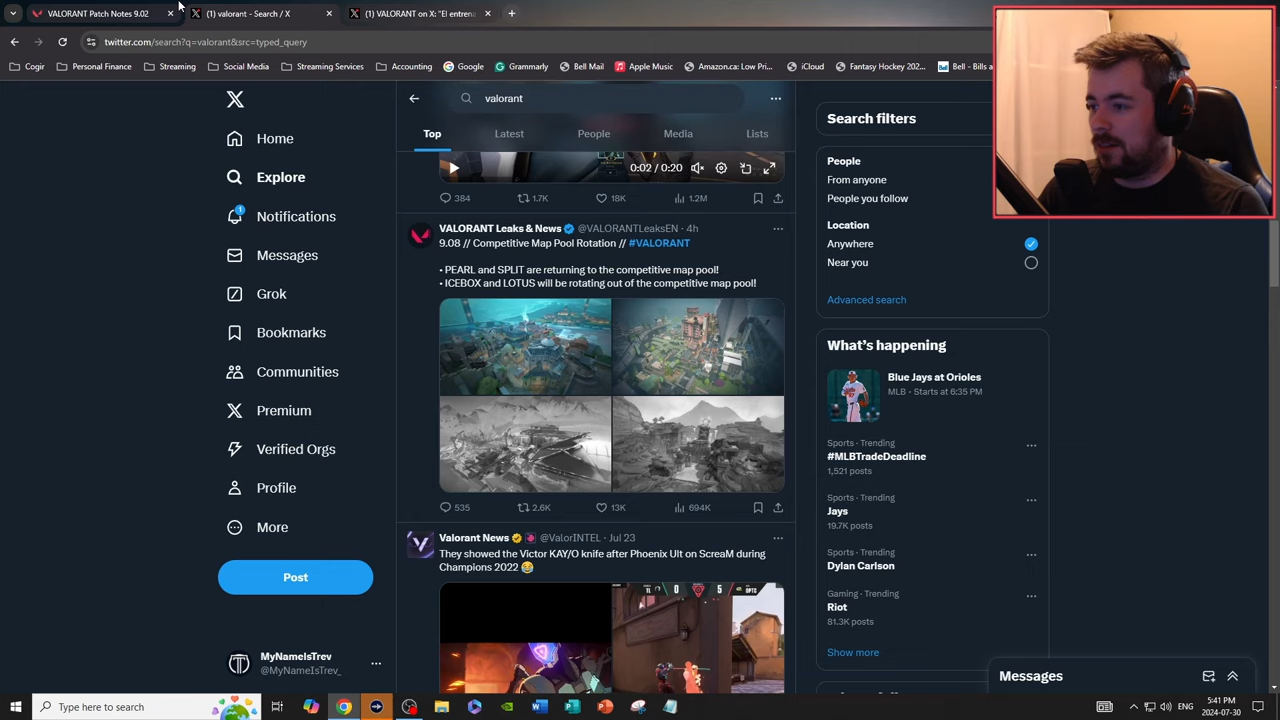 VALORANT Patch Notes 9.02
(1) valorant - Search / X
(1) VALORANT on X: "El entrena
twitter.com/search?q=valorant&src=typed_query
Cogir
Personal Finance
Streaming
Social Media
Streaming Services
Accounting
Google
Grammarly
Bell Mail
Apple Music
Amazon.ca: Low Pri...
iCloud
Fantasy Hockey 202...
Bell - Bills a
Home
Explore
1
Notifications
Messages
Grok
Bookmarks
Communities
Premium
Verified Orgs
Profile
More
Post
MyNameIsTrev
@MyNameIsTrev_
valorant
Top
Latest
People
Media
Lists
0:02 / 0:20
384
1.7K
18K
1.2M
VALORANT Leaks & News @VALORANTLeaksEN · 4h
9.08 // Competitive Map Pool Rotation // #VALORANT
• PEARL and SPLIT are returning to the competitive map pool!
• ICEBOX and LOTUS will be rotating out of the competitive map pool!
535
2.6K
13K
694K
Valorant News @ValorINTEL · Jul 23
They showed the Victor KAY/O knife after Phoenix Ult on ScreaM during
Champions 2022 😂
TL
0
5
OPTC
Search filters
People
From anyone
People you follow
Location
Anywhere
Near you
Advanced search
What's happening
Blue Jays at Orioles
MLB · Starts at 6:35 PM
Sports · Trending
#MLBTradeDeadline
1,521 posts
Sports · Trending
Jays
19.7K posts
Sports · Trending
Dylan Carlson
Gaming · Trending
Riot
81.3K posts
Show more
Messages
Type here to search
ENG
5:41 PM
2024-07-30